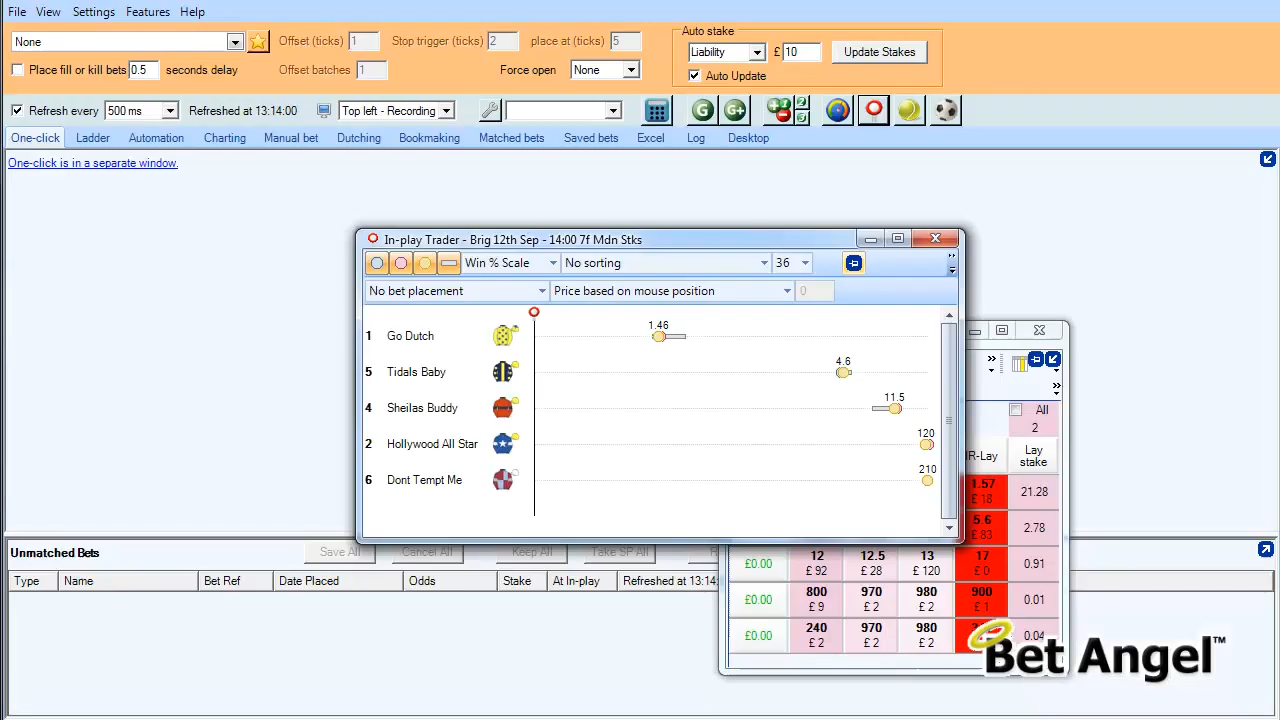 File View Settings Features Help
None Offset (ticks) 1 Stop trigger (ticks) 2 place at (ticks) 5
Auto stake
Liability £ 10 Update Stakes
Place fill or kill bets 0.5 seconds delay Offset batches 1 Force open None
Auto Update
Refresh every 500 ms Refreshed at 13:14:00 Top left - Recording G G+
One-click Ladder Automation Charting Manual bet Dutching Bookmaking Matched bets Saved bets Excel Log Desktop
One-click is in a separate window.
In-play Trader - Brig 12th Sep - 14:00 7f Mdn Stks
Win % Scale No sorting 36
No bet placement Price based on mouse position 0
1 Go Dutch 1.46
5 Tidals Baby 4.6
4 Sheilas Buddy 11.5
2 Hollywood All Star 120
6 Dont Tempt Me 210
All
2
R-Lay Lay stake
1.57
£ 18 21.28
5.6
£ 83 2.78
£0.00 12 12.5 13 17 0.91
£ 92 £ 28 £ 120 £ 0
£0.00 800 970 980 900 0.01
£ 9 £ 2 £ 2 £ 1
£0.00 240 970 980 0.04
£ 2 £ 2 £ 2
Unmatched Bets Save All Cancel All Keep All Take SP All
Type Name Bet Ref Date Placed Odds Stake At In-play Refreshed at 13:14:
Bet Angel™